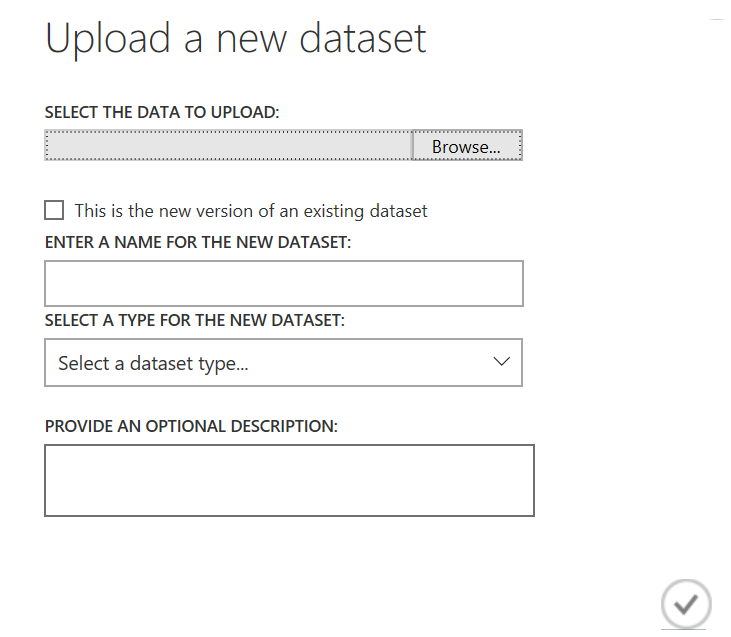 Upload a new dataset
SELECT THE DATA TO UPLOAD:
Browse...
This is the new version of an existing dataset
ENTER A NAME FOR THE NEW DATASET:
SELECT A TYPE FOR THE NEW DATASET:
Select a dataset type...
PROVIDE AN OPTIONAL DESCRIPTION: